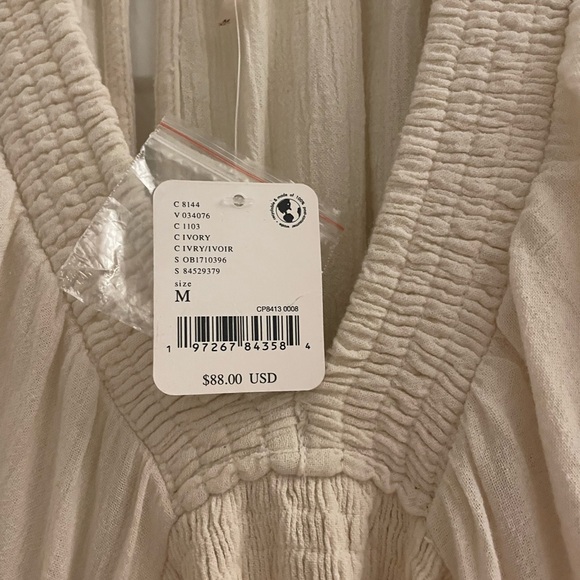 C 8144
V 034076
C 1103
C IVORY
C IVRY/IVOIR
S OB1710396
S 84529379
size
M
CP8413 0008
1 97267 84358 4
$88.00 USD